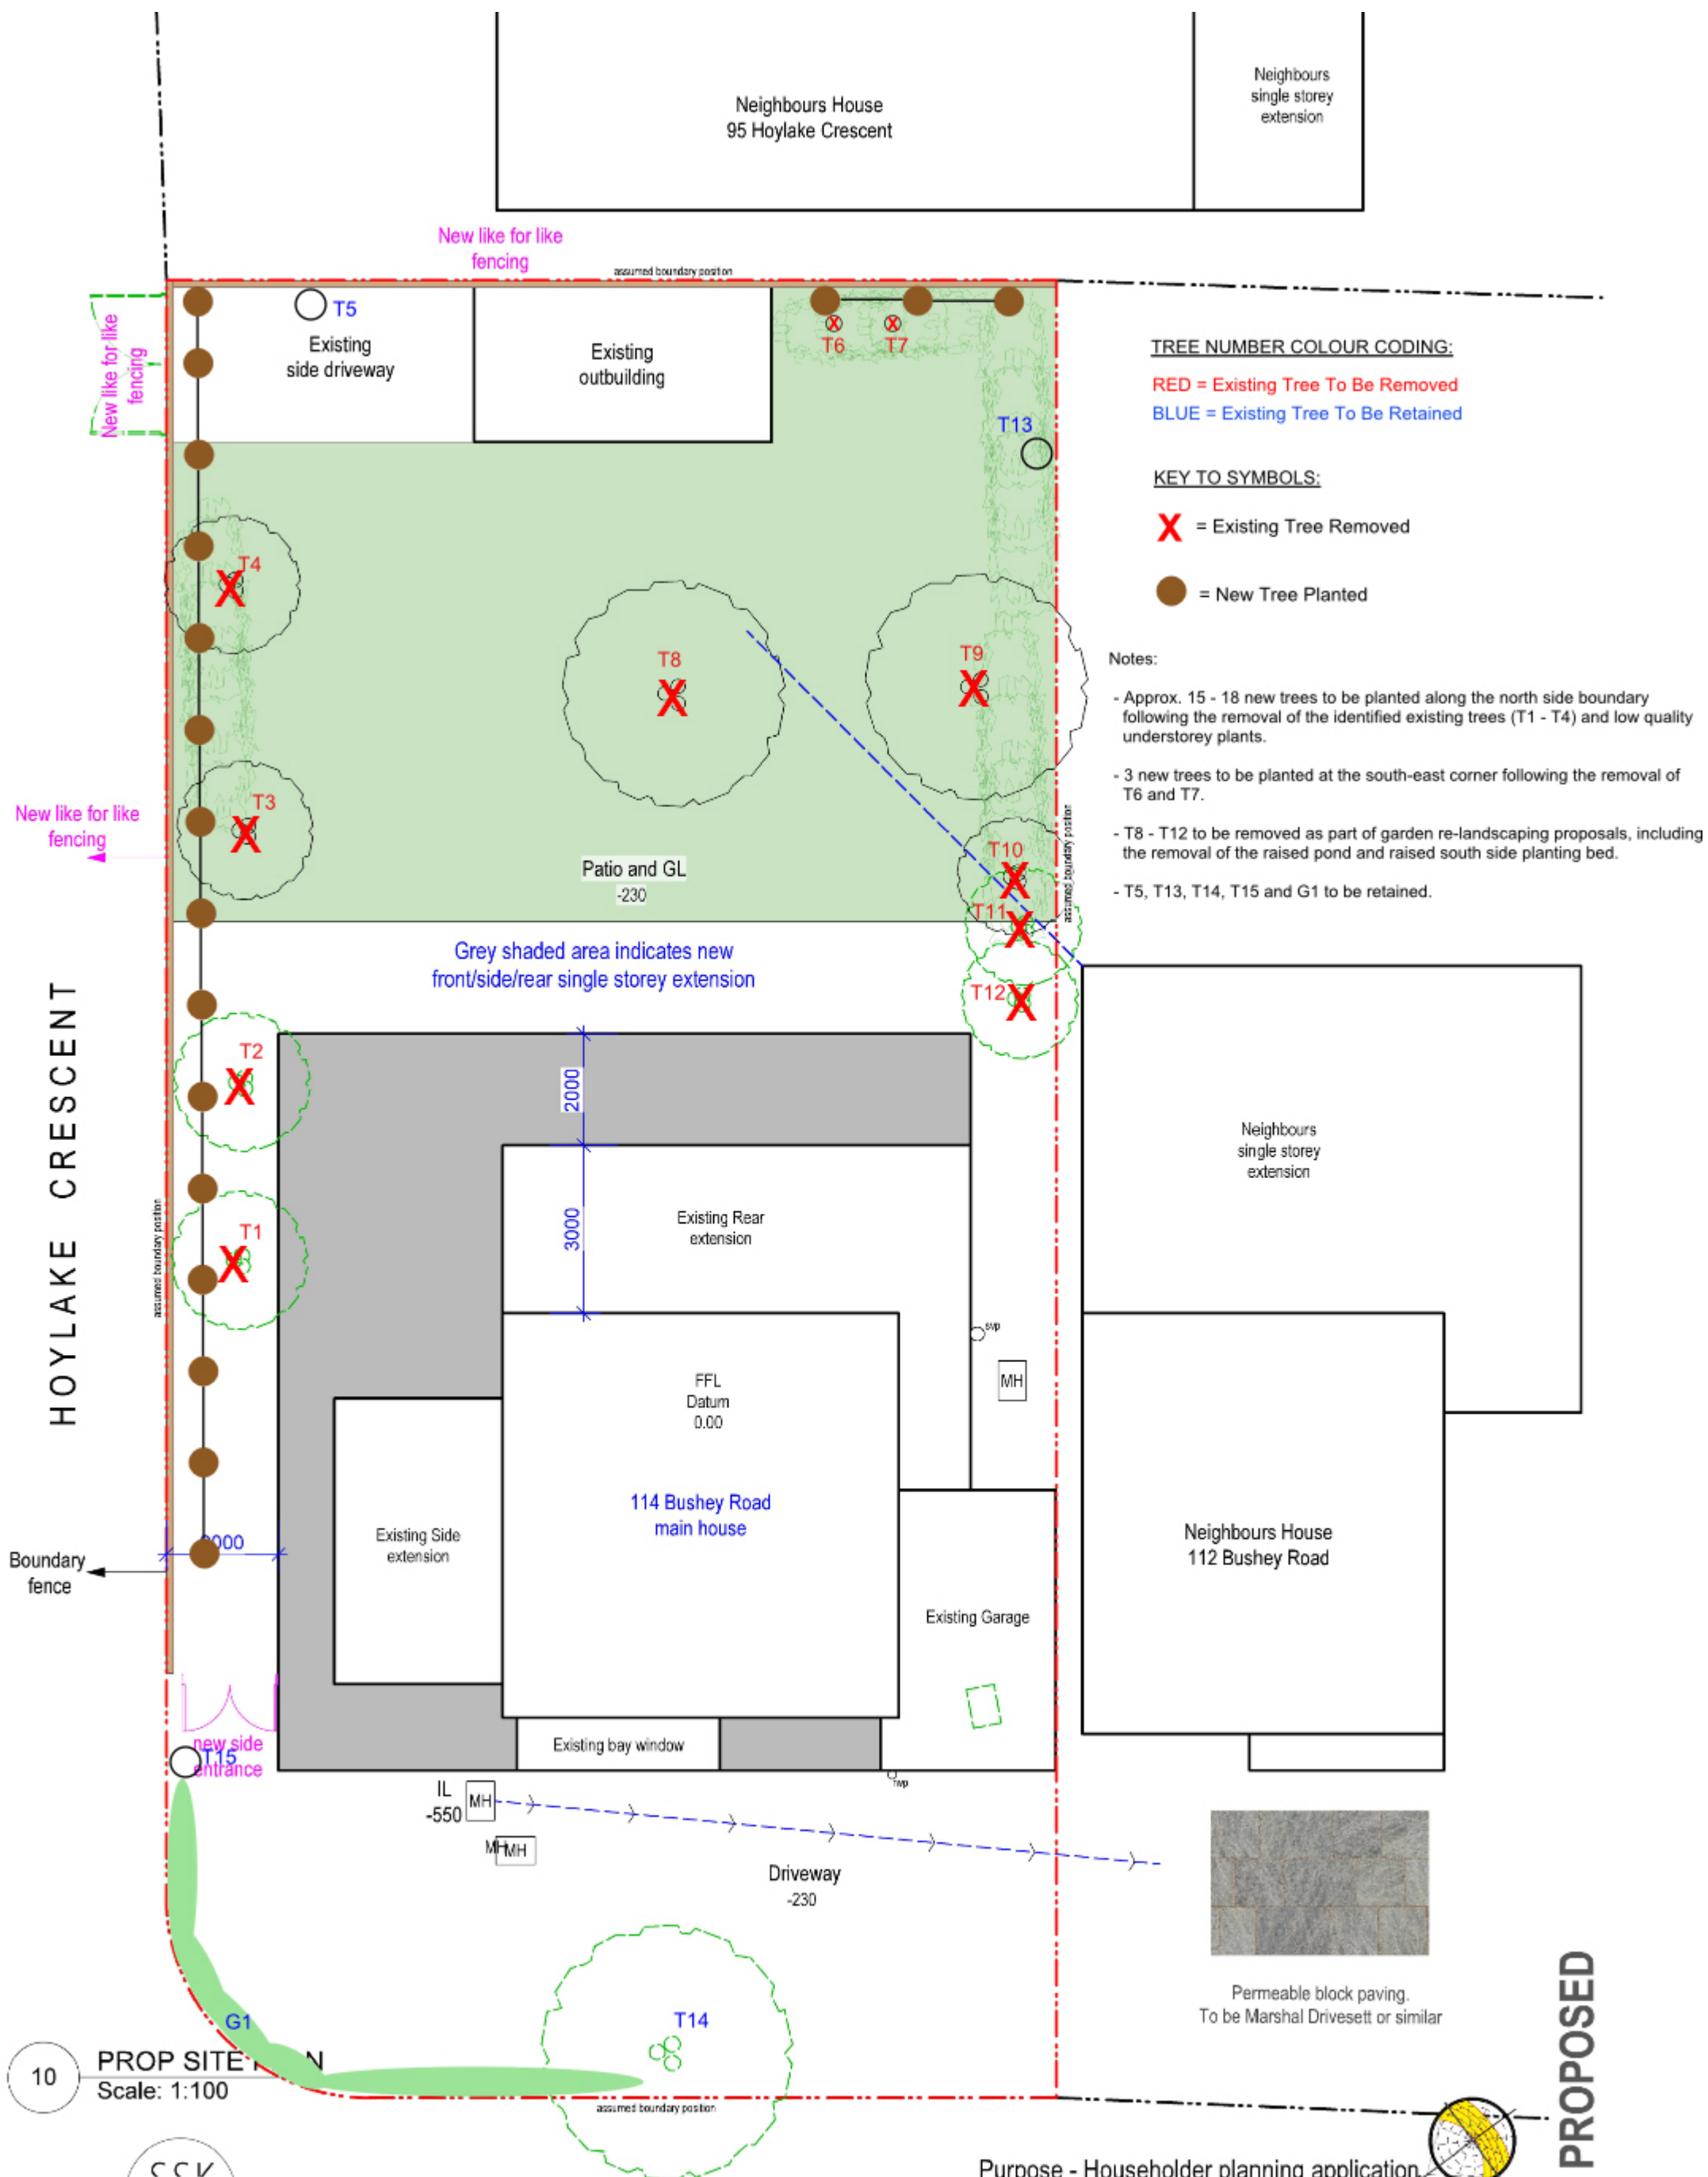 Neighbours
single storey
extension
Neighbours House
95 Hoylake Crescent
New like for like
fencing
assumed boundary position
T5
Existing
side driveway
Existing
outbuilding
T6
T7
New like for like
fencing
T13
TREE NUMBER COLOUR CODING:
RED = Existing Tree To Be Removed
BLUE = Existing Tree To Be Retained
KEY TO SYMBOLS:
X = Existing Tree Removed
= New Tree Planted
T4
T8
T9
Notes:
- Approx. 15 - 18 new trees to be planted along the north side boundary
following the removal of the identified existing trees (T1 - T4) and low quality
understorey plants.
- 3 new trees to be planted at the south-east corner following the removal of
T6 and T7.
- T8 - T12 to be removed as part of garden re-landscaping proposals, including
the removal of the raised pond and raised south side planting bed.
- T5, T13, T14, T15 and G1 to be retained.
T3
New like for like
fencing
Patio and GL
-230
T10
T11
T12
assumed boundary position
Grey shaded area indicates new
front/side/rear single storey extension
HOYLAKE CRESCENT
T2
2000
Neighbours
single storey
extension
assumed boundary position
T1
3000
Existing Rear
extension
svp
MH
FFL
Datum
0.00
114 Bushey Road
main house
Existing Side
extension
Neighbours House
112 Bushey Road
Boundary
fence
Existing Garage
new side
entrance
T15
Existing bay window
rwp
IL
-550
MH
MH
MH
Driveway
-230
Permeable block paving.
To be Marshal Drivesett or similar
G1
T14
10
PROP SITE
Scale: 1:100
assumed boundary position
PROPOSED
SSK
Purpose - Householder planning application